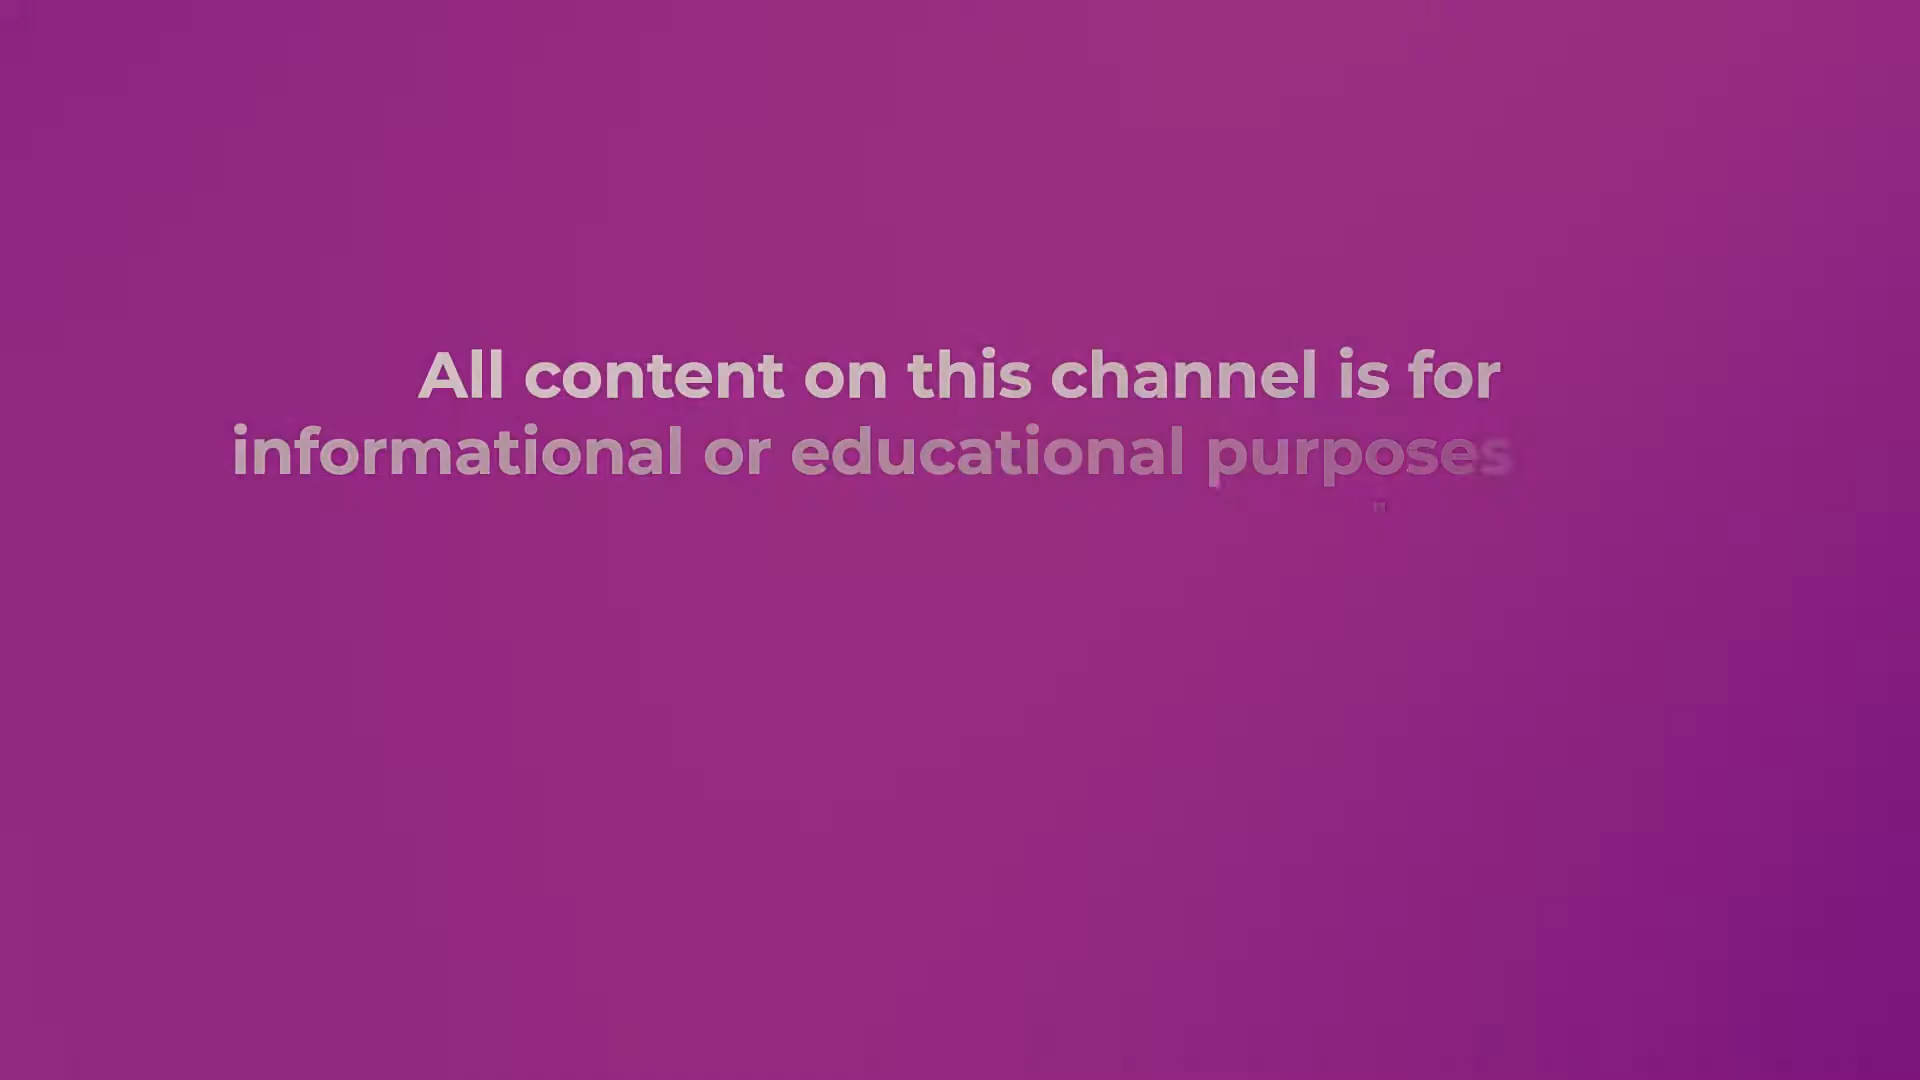 All content on this channel is for
informational or educational purposes